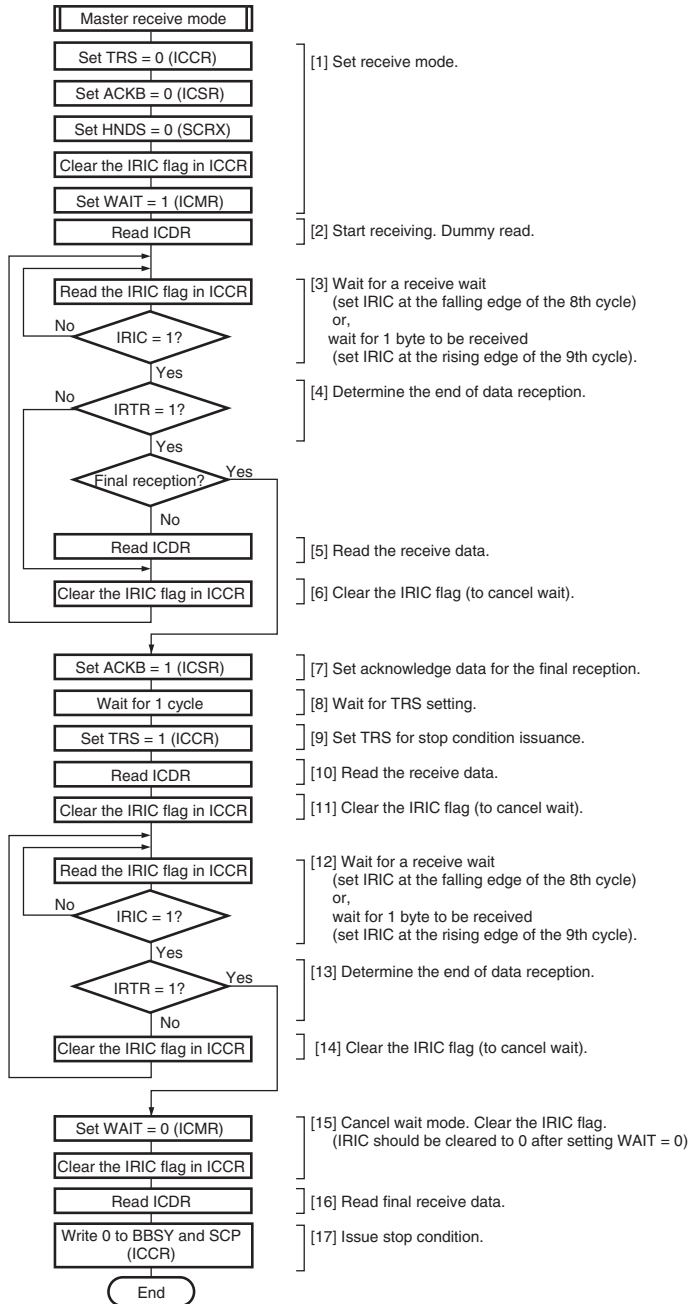 Master receive mode
Set TRS = 0 (ICCR)
[1] Set receive mode.
Set ACKB = 0 (ICSR)
Set HNDS = 0 (SCRX)
Clear the IRIC flag in ICCR
Set WAIT = 1 (ICMR)
Read ICDR
[2] Start receiving. Dummy read.
Read the IRIC flag in ICCR
[3] Wait for a receive wait
(set IRIC at the falling edge of the 8th cycle)
or,
wait for 1 byte to be received
(set IRIC at the rising edge of the 9th cycle).
No
IRIC = 1?
Yes
[4] Determine the end of data reception.
No
IRTR = 1?
Yes
Final reception?
Yes
No
Read ICDR
[5] Read the receive data.
Clear the IRIC flag in ICCR
[6] Clear the IRIC flag (to cancel wait).
Set ACKB = 1 (ICSR)
[7] Set acknowledge data for the final reception.
Wait for 1 cycle
[8] Wait for TRS setting.
Set TRS = 1 (ICCR)
[9] Set TRS for stop condition issuance.
Read ICDR
[10] Read the receive data.
Clear the IRIC flag in ICCR
[11] Clear the IRIC flag (to cancel wait).
Read the IRIC flag in ICCR
[12] Wait for a receive wait
(set IRIC at the falling edge of the 8th cycle)
or,
wait for 1 byte to be received
(set IRIC at the rising edge of the 9th cycle).
No
IRIC = 1?
Yes
[13] Determine the end of data reception.
IRTR = 1?
Yes
No
Clear the IRIC flag in ICCR
[14] Clear the IRIC flag (to cancel wait).
Set WAIT = 0 (ICMR)
[15] Cancel wait mode. Clear the IRIC flag.
(IRIC should be cleared to 0 after setting WAIT = 0)
Clear the IRIC flag in ICCR
Read ICDR
[16] Read final receive data.
Write 0 to BBSY and SCP
(ICCR)
[17] Issue stop condition.
End